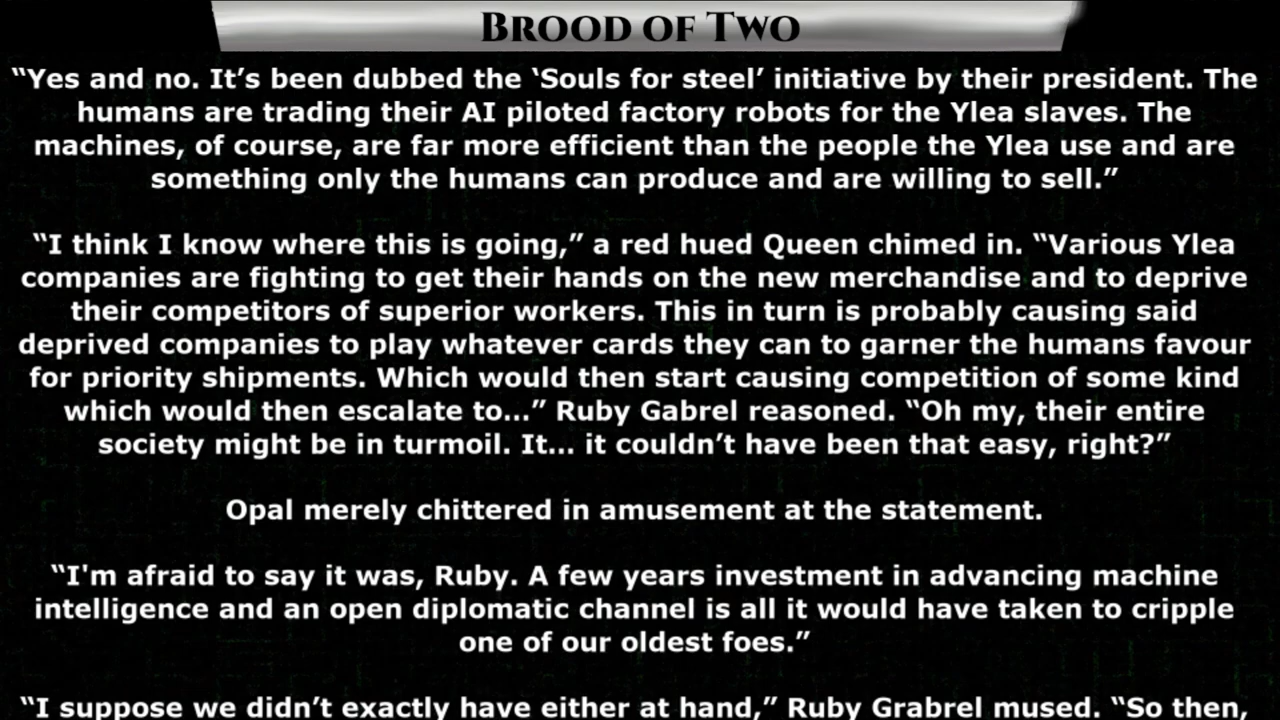 Brood of Two
“Yes and no. It’s been dubbed the ‘Souls for steel’ initiative by their president. The
humans are trading their AI piloted factory robots for the Ylea slaves. The
machines, of course, are far more efficient than the people the Ylea use and are
something only the humans can produce and are willing to sell.”
“I think I know where this is going,” a red hued Queen chimed in. “Various Ylea
companies are fighting to get their hands on the new merchandise and to deprive
their competitors of superior workers. This in turn is probably causing said
deprived companies to play whatever cards they can to garner the humans favour
for priority shipments. Which would then start causing competition of some kind
which would then escalate to...” Ruby Gabrel reasoned. “Oh my, their entire
society might be in turmoil. It... it couldn’t have been that easy, right?”
Opal merely chittered in amusement at the statement.
“I'm afraid to say it was, Ruby. A few years investment in advancing machine
intelligence and an open diplomatic channel is all it would have taken to cripple
one of our oldest foes.”
“I suppose we didn’t exactly have either at hand,” Ruby Grabrel mused. “So then,